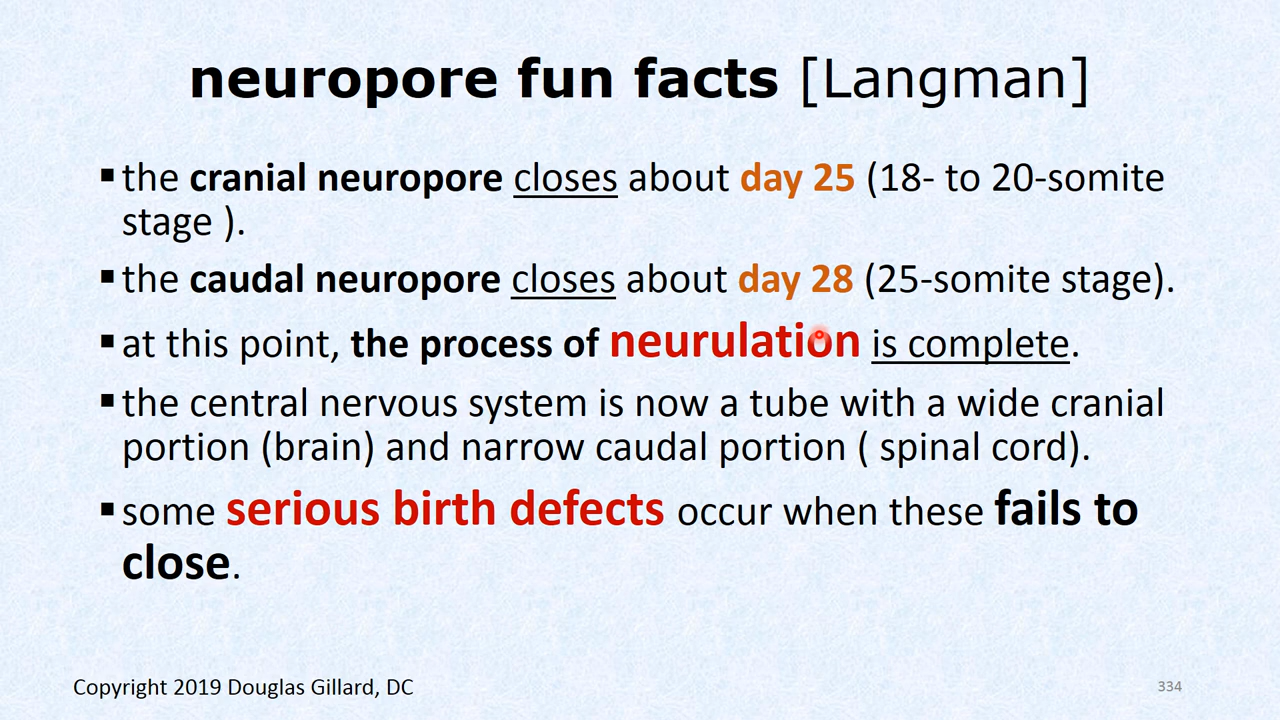 neuropore fun facts [Langman]
▪the cranial neuropore closes about day 25 (18- to 20-somite
stage ).
▪the caudal neuropore closes about day 28 (25-somite stage).
▪at this point, the process of neurulation is complete.
▪the central nervous system is now a tube with a wide cranial
portion (brain) and narrow caudal portion ( spinal cord).
▪some serious birth defects occur when these fails to
close.
Copyright 2019 Douglas Gillard, DC
334